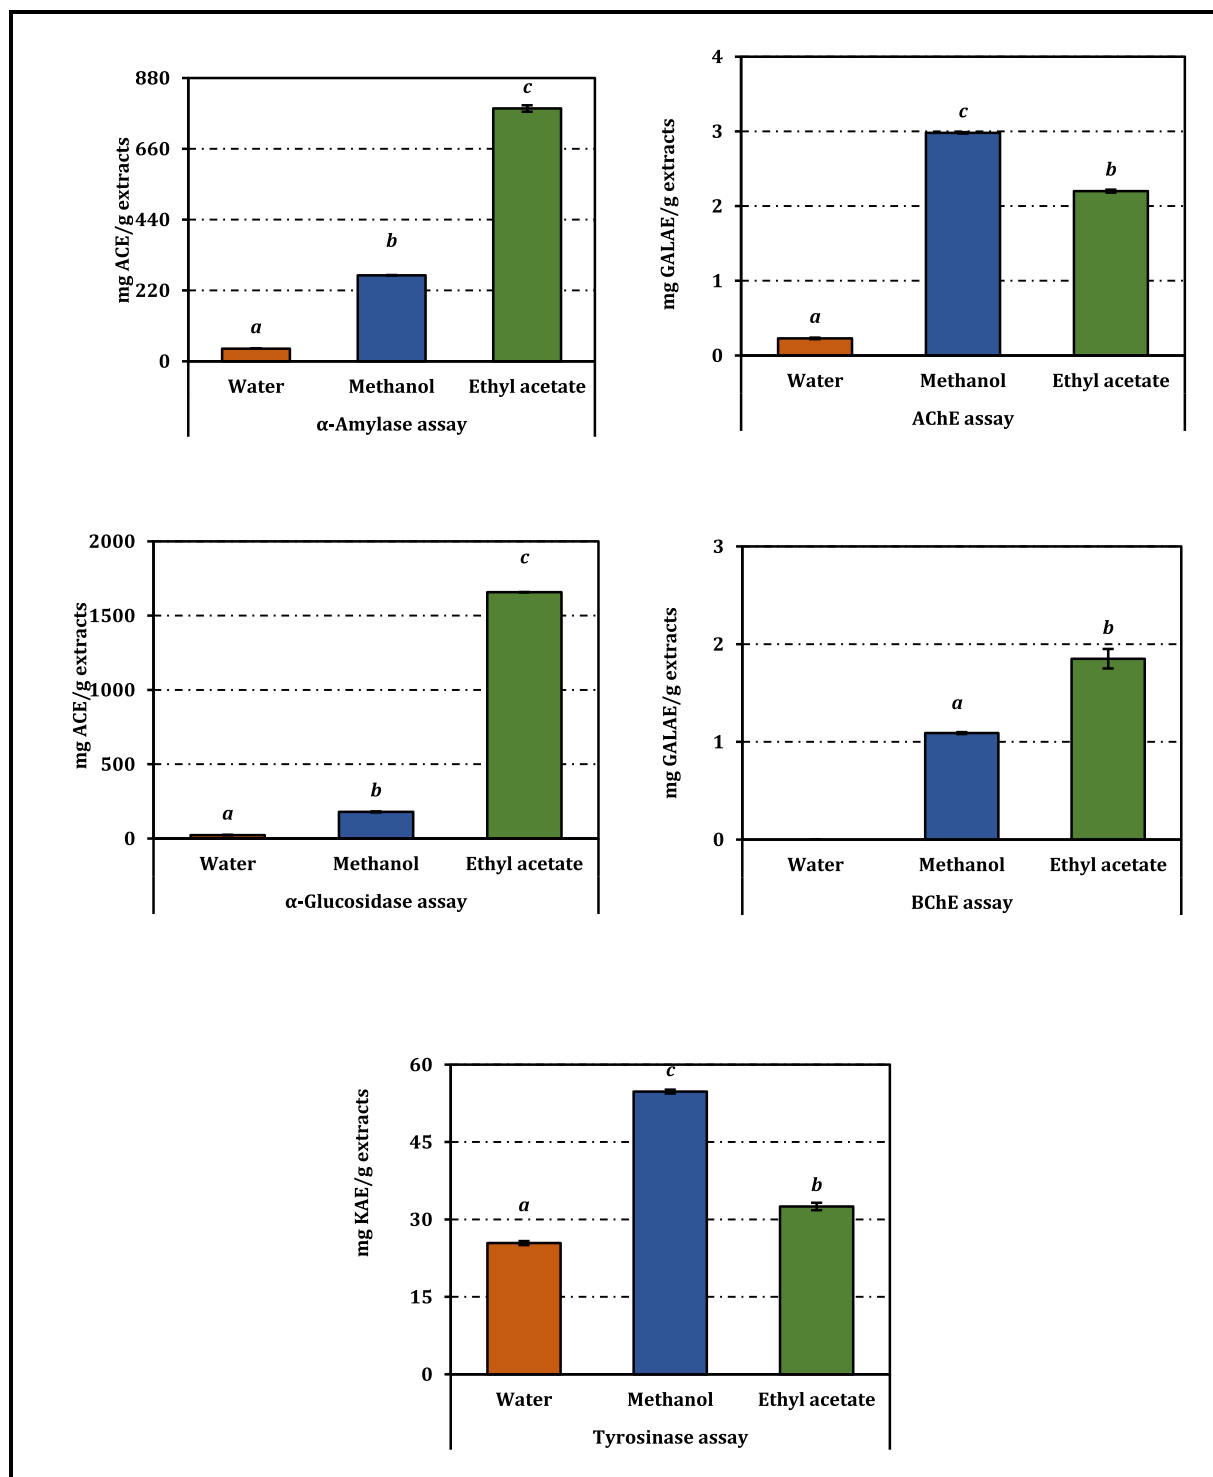 mg ACE/g extracts
880
660
440
220
0
c
b
a
Water Methanol Ethyl acetate
α-Amylase assay
mg GALAE/g extracts
4
3
2
1
0
c
b
a
Water Methanol Ethyl acetate
AChE assay
mg ACE/g extracts
2000
1500
1000
500
0
c
b
a
Water Methanol Ethyl acetate
α-Glucosidase assay
mg GALAE/g extracts
3
2
1
0
b
a
Water Methanol Ethyl acetate
BChE assay
mg KAE/g extracts
60
45
30
15
0
c
b
a
Water Methanol Ethyl acetate
Tyrosinase assay